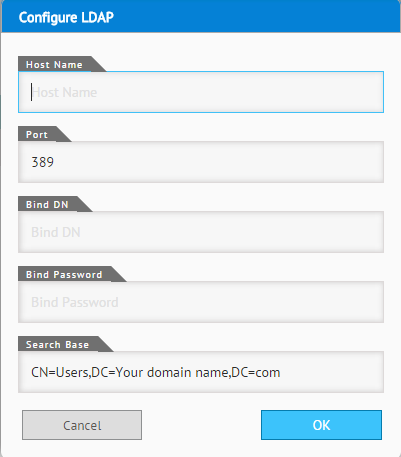 Configure LDAP
Host Name
Host Name
Port
389
Bind DN
Bind DN
Bind Password
Bind Password
Search Base
CN=Users,DC=Your domain name,DC=com
Cancel OK